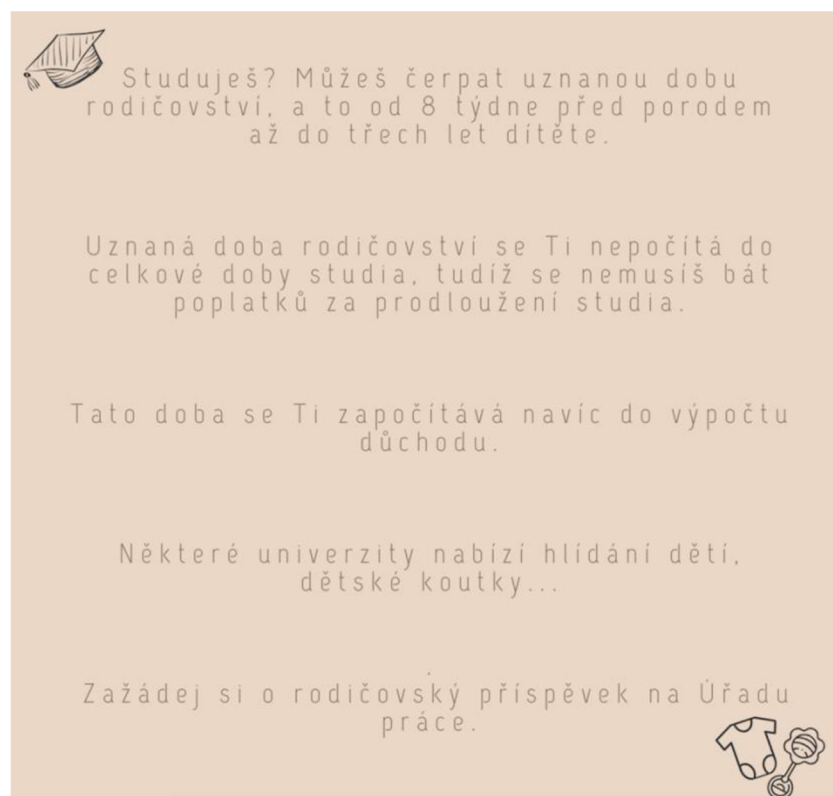 Studuješ? Můžeš čerpat uznanou dobu
rodičovství, a to od 8 týdne před porodem
až do třech let dítěte.
Uznaná doba rodičovství se Ti nepočítá do
celkové doby studia, tudíž se nemusíš bát
poplatků za prodloužení studia.
Tato doba se Ti započítává navíc do výpočtu
důchodu.
Některé univerzity nabízí hlídání dětí,
dětské koutky...
.
Zažádej si o rodičovský příspěvek na Úřadu
práce.